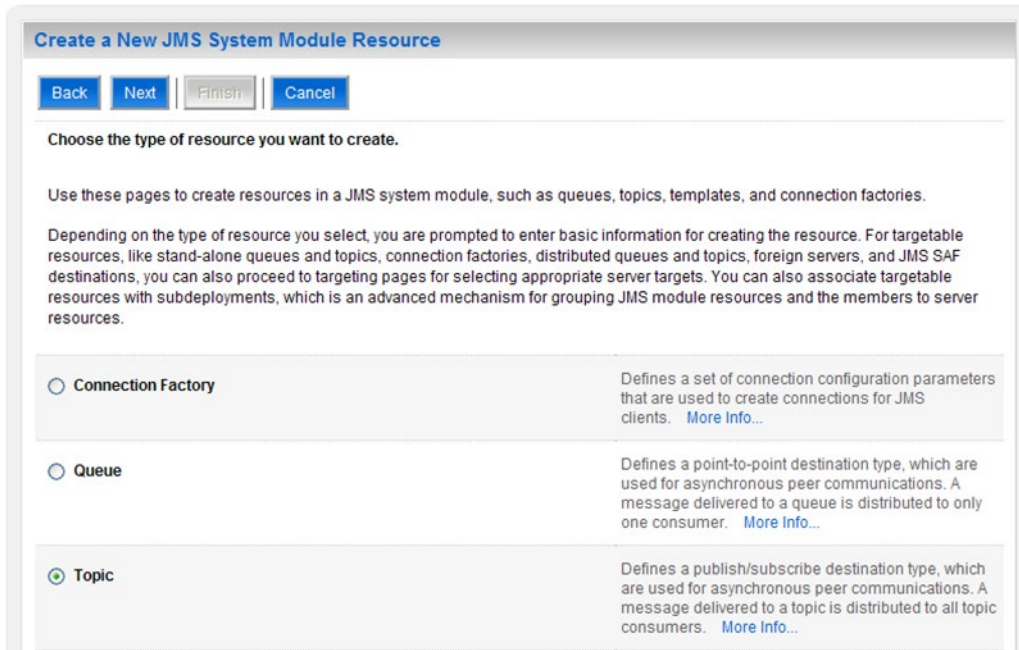 Create a New JMS System Module Resource
Back Next Finish Cancel
Choose the type of resource you want to create.
Use these pages to create resources in a JMS system module, such as queues, topics, templates, and connection factories.
Depending on the type of resource you select, you are prompted to enter basic information for creating the resource. For targetable
resources, like stand-alone queues and topics, connection factories, distributed queues and topics, foreign servers, and JMS SAF
destinations, you can also proceed to targeting pages for selecting appropriate server targets. You can also associate targetable
resources with subdeployments, which is an advanced mechanism for grouping JMS module resources and the members to server
resources.
Connection Factory
Defines a set of connection configuration parameters
that are used to create connections for JMS
clients. More Info...
Queue
Defines a point-to-point destination type, which are
used for asynchronous peer communications. A
message delivered to a queue is distributed to only
one consumer. More Info...
Topic
Defines a publish/subscribe destination type, which
are used for asynchronous peer communications. A
message delivered to a topic is distributed to all topic
consumers. More Info...